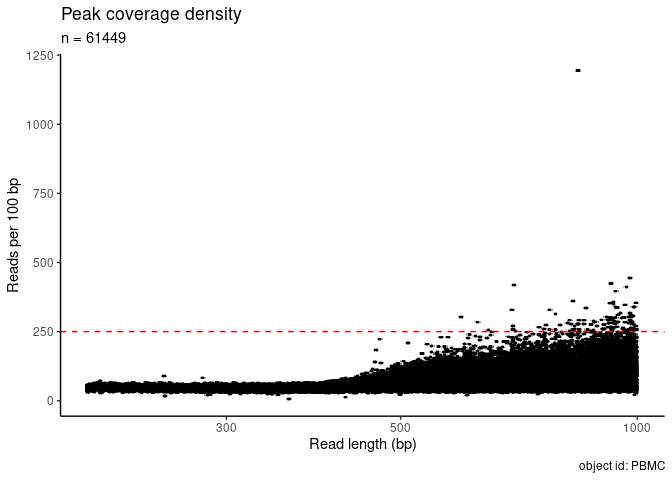 Peak coverage density
n = 61449
Reads per 100 bp
1250
1000
750
500
250
0
300
500
1000
Read length (bp)
object id: PBMC